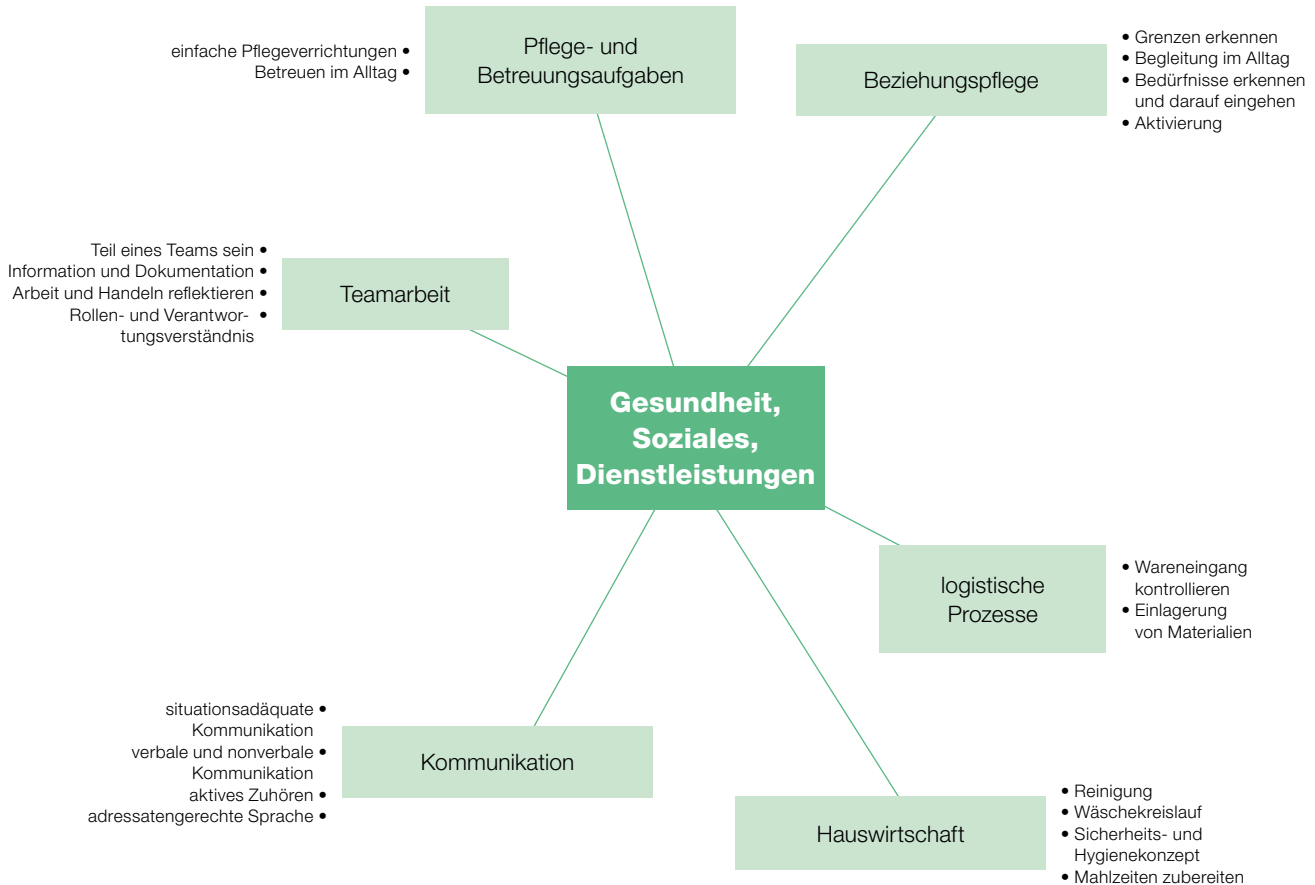 einfache Pflegeverrichtungen •
Betreuen im Alltag •
Pflege- und
Betreuungsaufgaben
Beziehungspflege
• Grenzen erkennen
• Begleitung im Alltag
• Bedürfnisse erkennen
und darauf eingehen
• Aktivierung
Teil eines Teams sein •
Information und Dokumentation •
Arbeit und Handeln reflektieren •
Rollen- und Verantwor- •
tungsverständnis
Teamarbeit
Gesundheit,
Soziales,
Dienstleistungen
logistische
Prozesse
• Wareneingang
kontrollieren
• Einlagerung
von Materialien
situationsadäquate •
Kommunikation
verbale und nonverbale •
Kommunikation
aktives Zuhören •
adressatengerechte Sprache •
Kommunikation
Hauswirtschaft
• Reinigung
• Wäschekreislauf
• Sicherheits- und
Hygienekonzept
• Mahlzeiten zubereiten